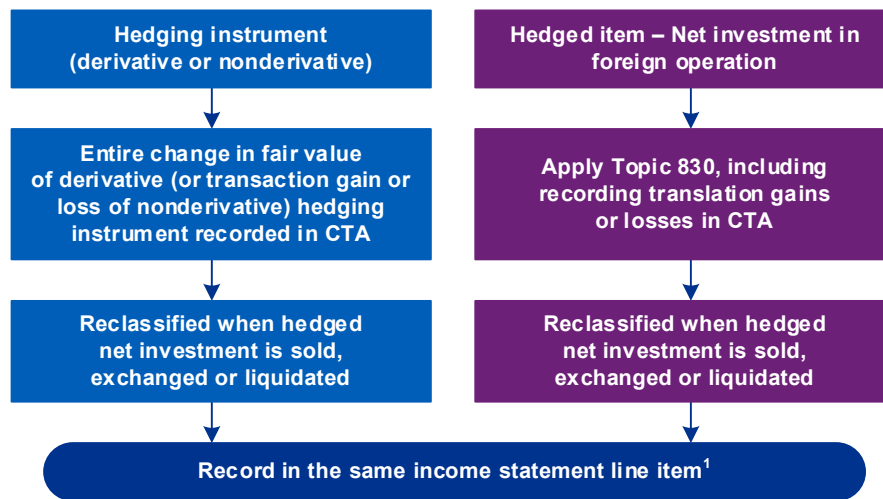 Hedging instrument
(derivative or nonderivative)
Entire change in fair value
of derivative (or transaction gain or
loss of nonderivative) hedging
instrument recorded in CTA
Reclassified when hedged
net investment is sold,
exchanged or liquidated
Hedged item – Net investment in
foreign operation
Apply Topic 830, including
recording translation gains
or losses in CTA
Reclassified when hedged
net investment is sold,
exchanged or liquidated
Record in the same income statement line item¹